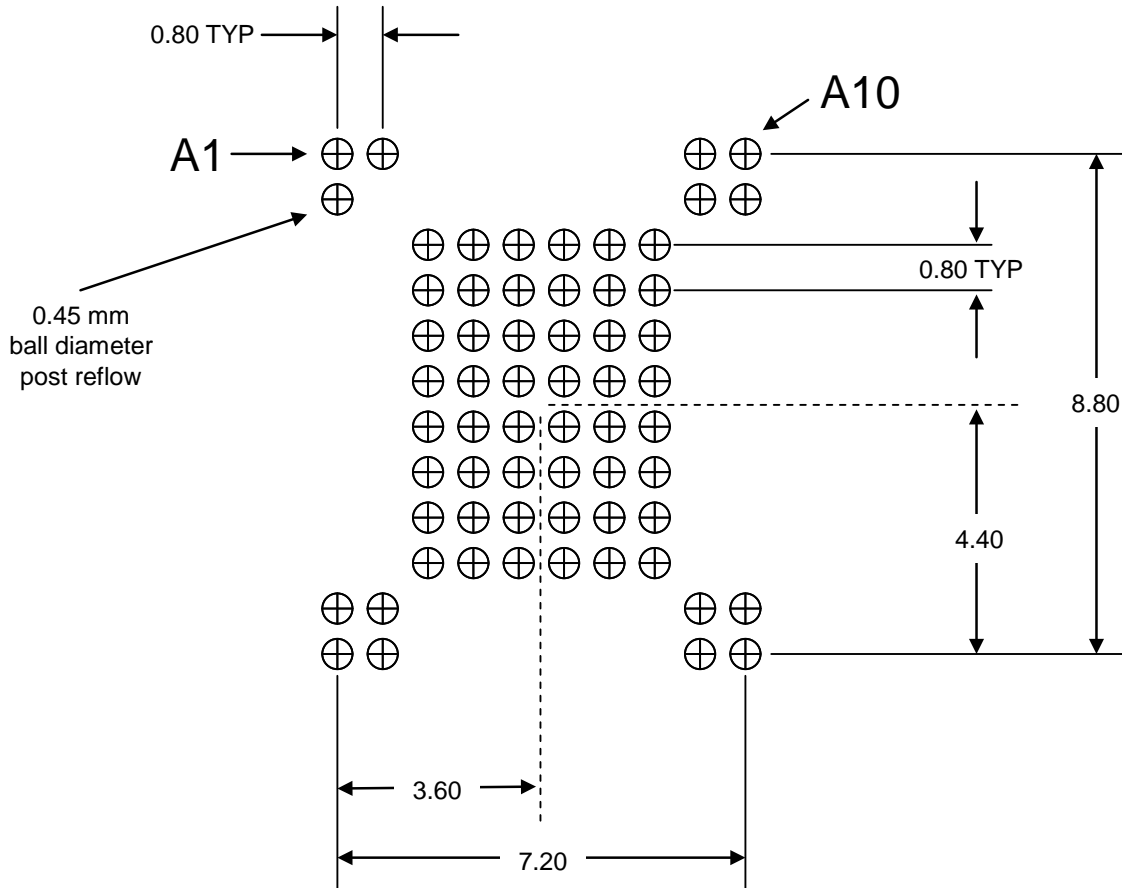 0.80 TYP
A10
A1
0.80 TYP
0.45 mm
ball diameter
post reflow
8.80
4.40
3.60
7.20